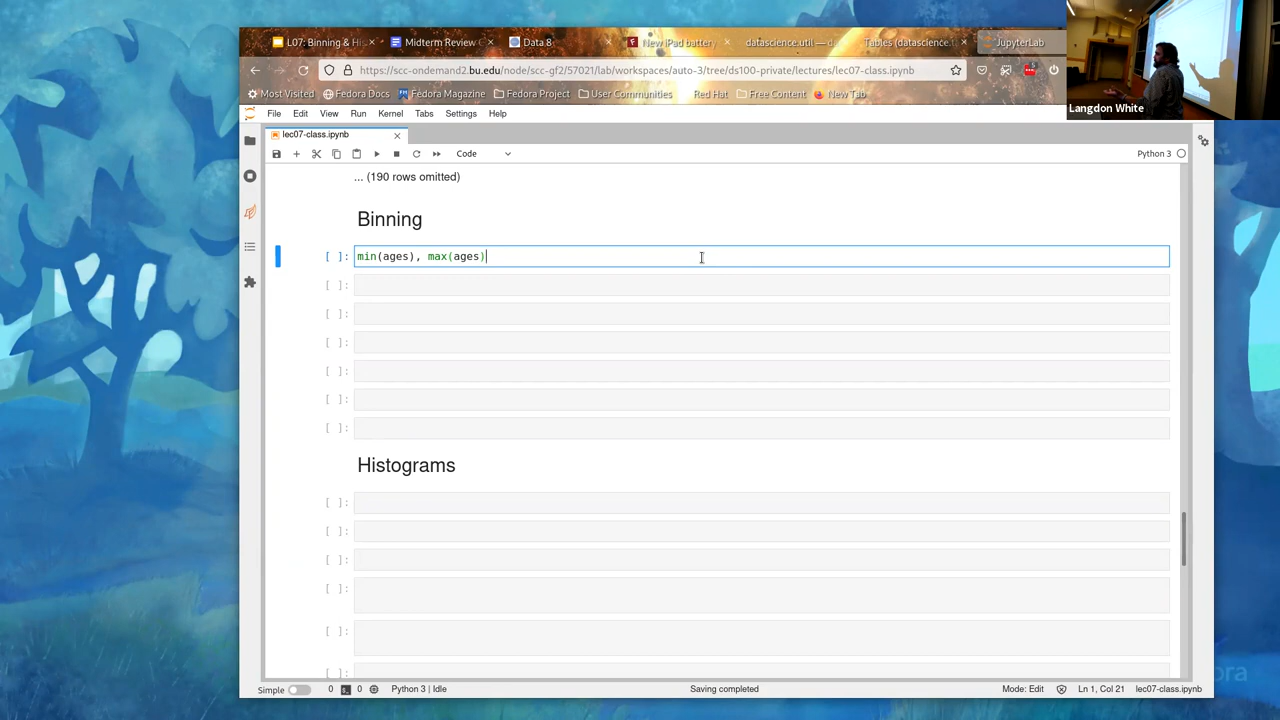 L07: Binning & Hi
Midterm Review
Data 8
New iPad battery
datascience.util — da
Tables (datascience.
JupyterLab
https://scc-ondemand2.bu.edu/node/scc-gf2/57021/lab/workspaces/auto-3/tree/ds100-private/lectures/lec07-class.ipynb
Most Visited
Fedora Docs
Fedora Magazine
Fedora Project
User Communities
Red Hat
Free Content
New Tab
Langdon White
File Edit View Run Kernel Tabs Settings Help
lec07-class.ipynb
Code
Python 3
... (190 rows omitted)
Binning
[ ]: min(ages), max(ages)
[ ]:
[ ]:
[ ]:
[ ]:
[ ]:
[ ]:
Histograms
[ ]:
[ ]:
[ ]:
[ ]:
[ ]:
[ ]:
Simple 0 0 Python 3 | Idle Saving completed Mode: Edit Ln 1, Col 21 lec07-class.ipynb